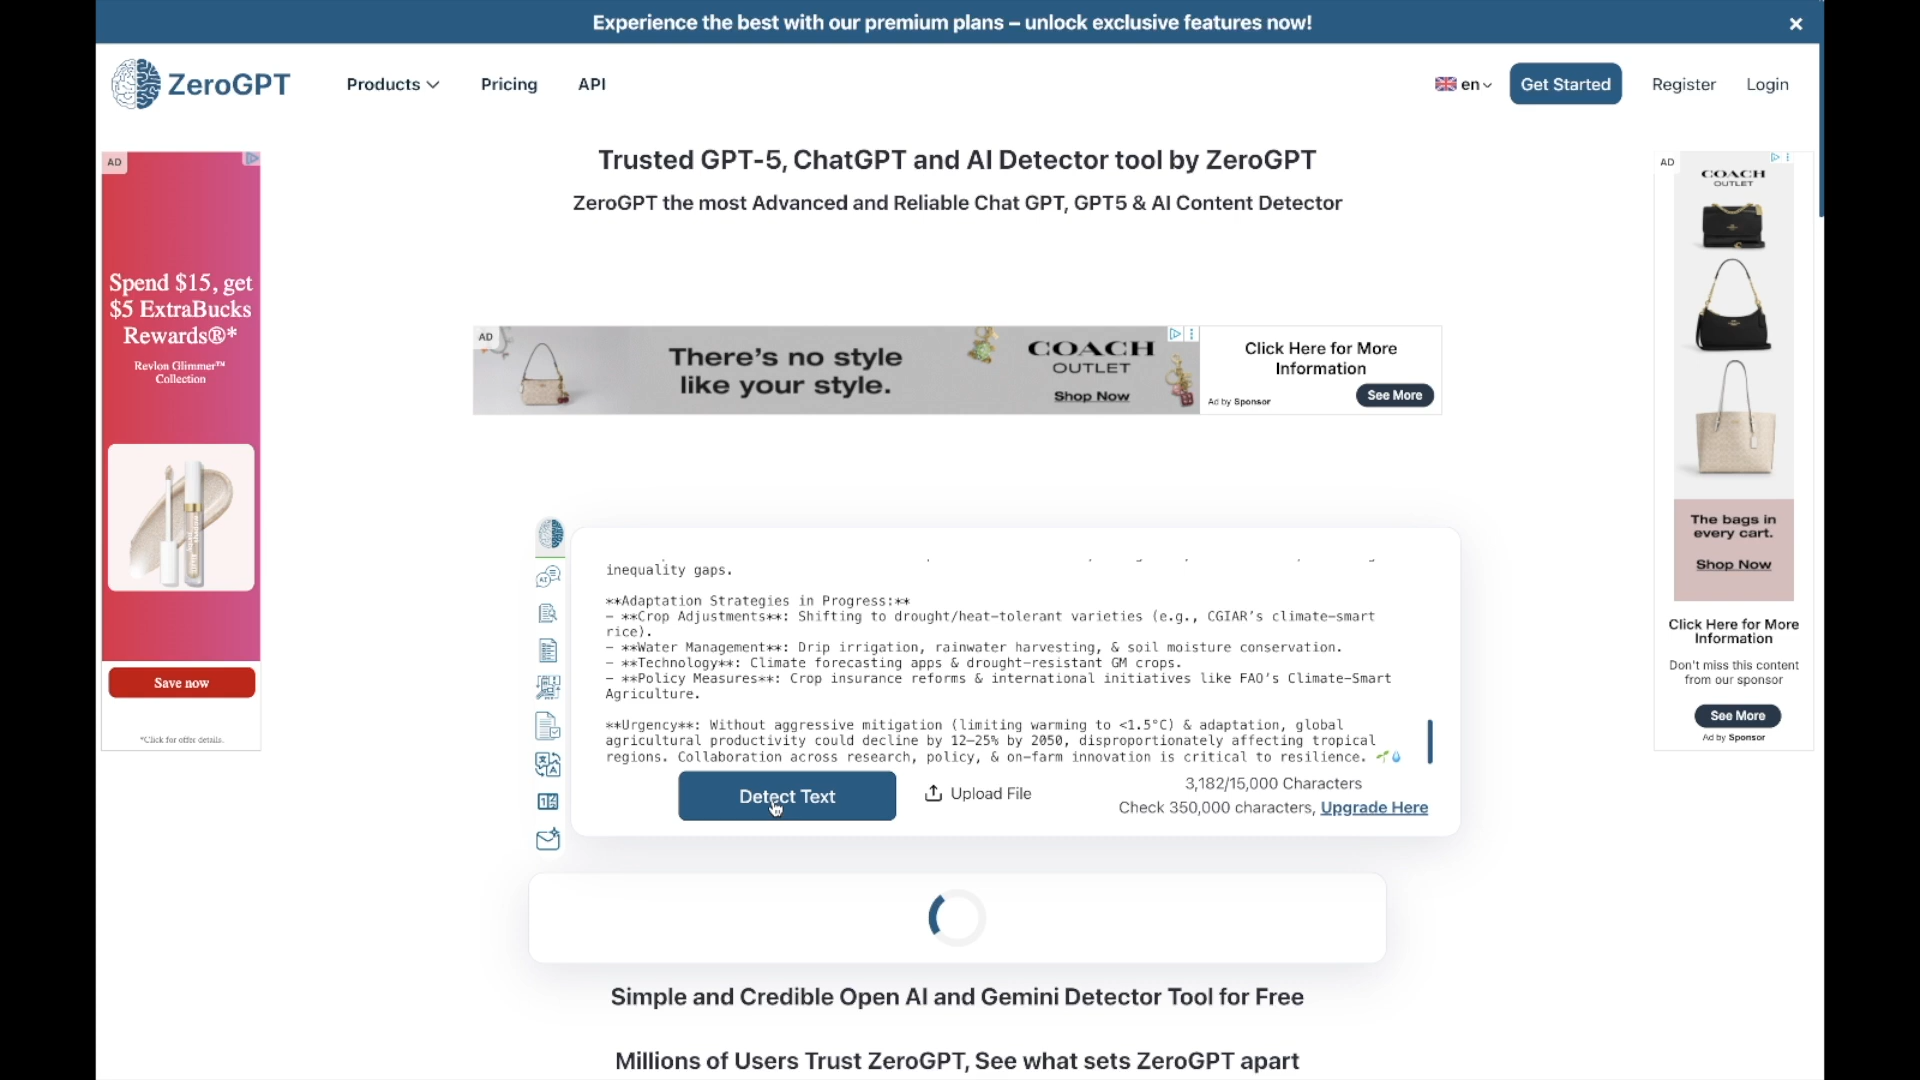 Experience the best with our premium plans – unlock exclusive features now!
ZeroGPT
Products
Pricing
API
en
Get Started
Register
Login
Trusted GPT-5, ChatGPT and AI Detector tool by ZeroGPT
ZeroGPT the most Advanced and Reliable Chat GPT, GPT5 & AI Content Detector
AD
Spend $15, get
$5 ExtraBucks
Rewards®*
Revlon Glimmer™
Collection
Save now
*Click for offer details.
AD
There's no style
like your style.
COACH
OUTLET
Shop Now
Click Here for More
Information
Ad by Sponsor
See More
AD
COACH
OUTLET
The bags in
every cart.
Shop Now
Click Here for More
Information
Don't miss this content
from our sponsor
See More
Ad by Sponsor
inequality gaps.
**Adaptation Strategies in Progress:**
– **Crop Adjustments**: Shifting to drought/heat-tolerant varieties (e.g., CGIAR’s climate-smart
rice).
– **Water Management**: Drip irrigation, rainwater harvesting, & soil moisture conservation.
– **Technology**: Climate forecasting apps & drought-resistant GM crops.
– **Policy Measures**: Crop insurance reforms & international initiatives like FAO’s Climate-Smart
Agriculture.
**Urgency**: Without aggressive mitigation (limiting warming to <1.5°C) & adaptation, global
agricultural productivity could decline by 12–25% by 2050, disproportionately affecting tropical
regions. Collaboration across research, policy, & on-farm innovation is critical to resilience. 🌱💧
Detect Text
Upload File
3,182/15,000 Characters
Check 350,000 characters, Upgrade Here
Simple and Credible Open AI and Gemini Detector Tool for Free
Millions of Users Trust ZeroGPT, See what sets ZeroGPT apart